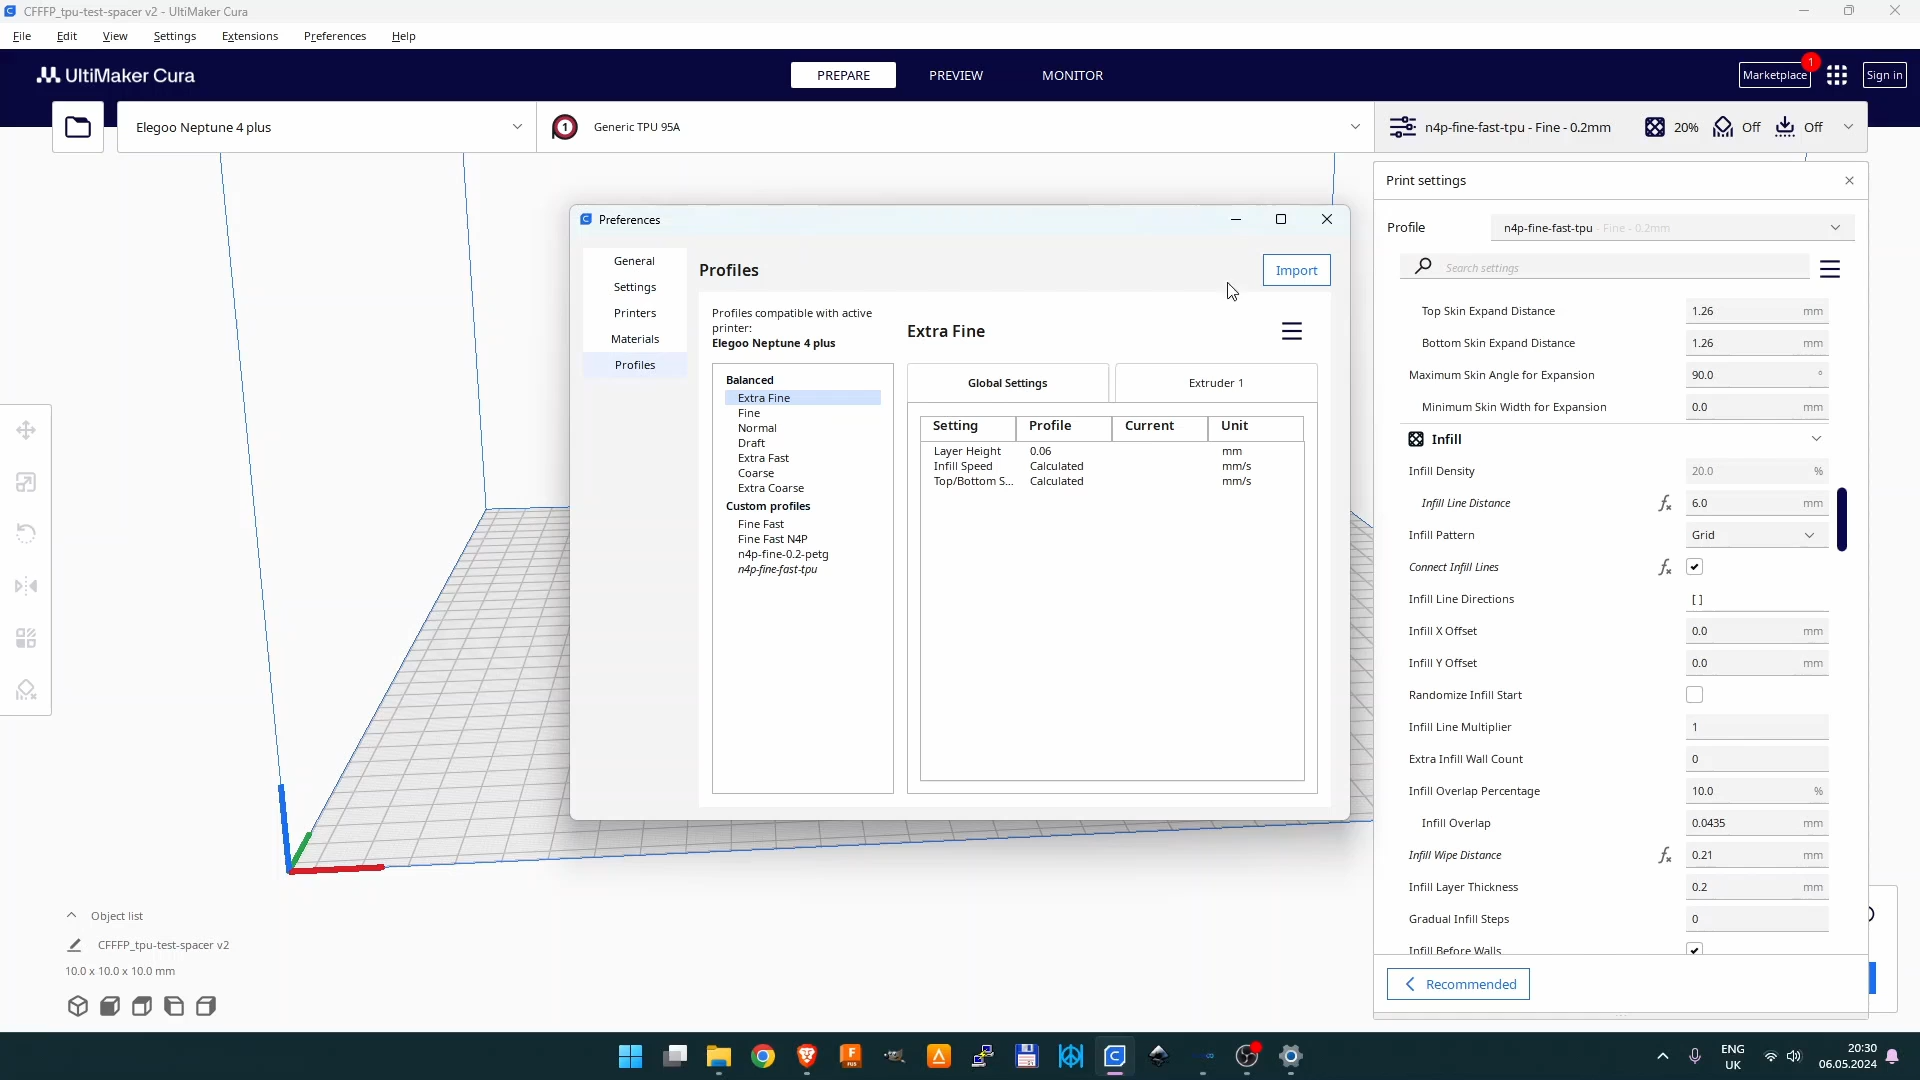 CFFFP_tpu-test-spacer v2 - UltiMaker Cura
File Edit View Settings Extensions Preferences Help
UltiMaker Cura
PREPARE PREVIEW MONITOR
Marketplace 1 Sign in
Elegoo Neptune 4 plus
1 Generic TPU 95A
n4p-fine-fast-tpu - Fine - 0.2mm 20% Off Off
Preferences
General
Settings
Printers
Materials
Profiles
Profiles
Import
Profiles compatible with active
printer:
Elegoo Neptune 4 plus
Balanced
Extra Fine
Fine
Normal
Draft
Extra Fast
Coarse
Extra Coarse
Custom profiles
Fine Fast
Fine Fast N4P
n4p-fine-0.2-petg
n4p-fine-fast-tpu
Extra Fine
Global Settings Extruder 1
Setting Profile Current Unit
Layer Height 0.06 mm
Infill Speed Calculated mm/s
Top/Bottom S... Calculated mm/s
Print settings
Profile n4p-fine-fast-tpu - Fine - 0.2mm
Search settings
Top Skin Expand Distance 1.26 mm
Bottom Skin Expand Distance 1.26 mm
Maximum Skin Angle for Expansion 90.0 °
Minimum Skin Width for Expansion 0.0 mm
Infill
Infill Density 20.0 %
Infill Line Distance 6.0 mm
Infill Pattern Grid
Connect Infill Lines
Infill Line Directions [ ]
Infill X Offset 0.0 mm
Infill Y Offset 0.0 mm
Randomize Infill Start
Infill Line Multiplier 1
Extra Infill Wall Count 0
Infill Overlap Percentage 10.0 %
Infill Overlap 0.0435 mm
Infill Wipe Distance 0.21 mm
Infill Layer Thickness 0.2 mm
Gradual Infill Steps 0
Infill Before Walls
Recommended
Object list
CFFFP_tpu-test-spacer v2
10.0 x 10.0 x 10.0 mm
ENG
UK
20:30
06.05.2024